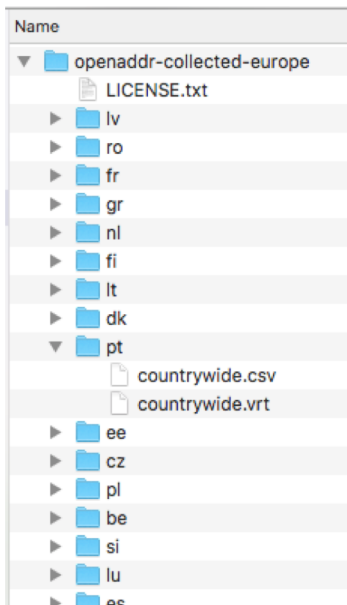 Name
openaddr-collected-europe
LICENSE.txt
lv
ro
fr
gr
nl
fi
lt
dk
pt
countrywide.csv
countrywide.vrt
ee
cz
pl
be
si
lu
es